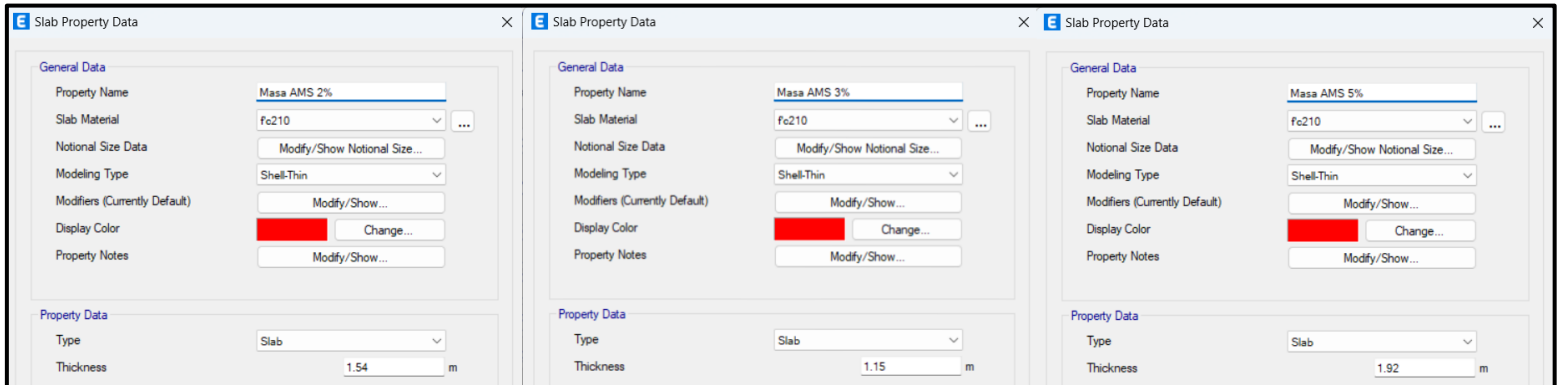 E Slab Property Data
General Data
Property Name Masa AMS 2%
Slab Material f'c210 ...
Notional Size Data Modify/Show Notional Size...
Modeling Type Shell-Thin
Modifiers (Currently Default) Modify/Show...
Display Color Change...
Property Notes Modify/Show...
Property Data
Type Slab
Thickness 1.54 m
E Slab Property Data
General Data
Property Name Masa AMS 3%
Slab Material f'c210 ...
Notional Size Data Modify/Show Notional Size...
Modeling Type Shell-Thin
Modifiers (Currently Default) Modify/Show...
Display Color Change...
Property Notes Modify/Show...
Property Data
Type Slab
Thickness 1.15 m
E Slab Property Data
General Data
Property Name Masa AMS 5%
Slab Material f'c210 ...
Notional Size Data Modify/Show Notional Size...
Modeling Type Shell-Thin
Modifiers (Currently Default) Modify/Show...
Display Color Change...
Property Notes Modify/Show...
Property Data
Type Slab
Thickness 1.92 m